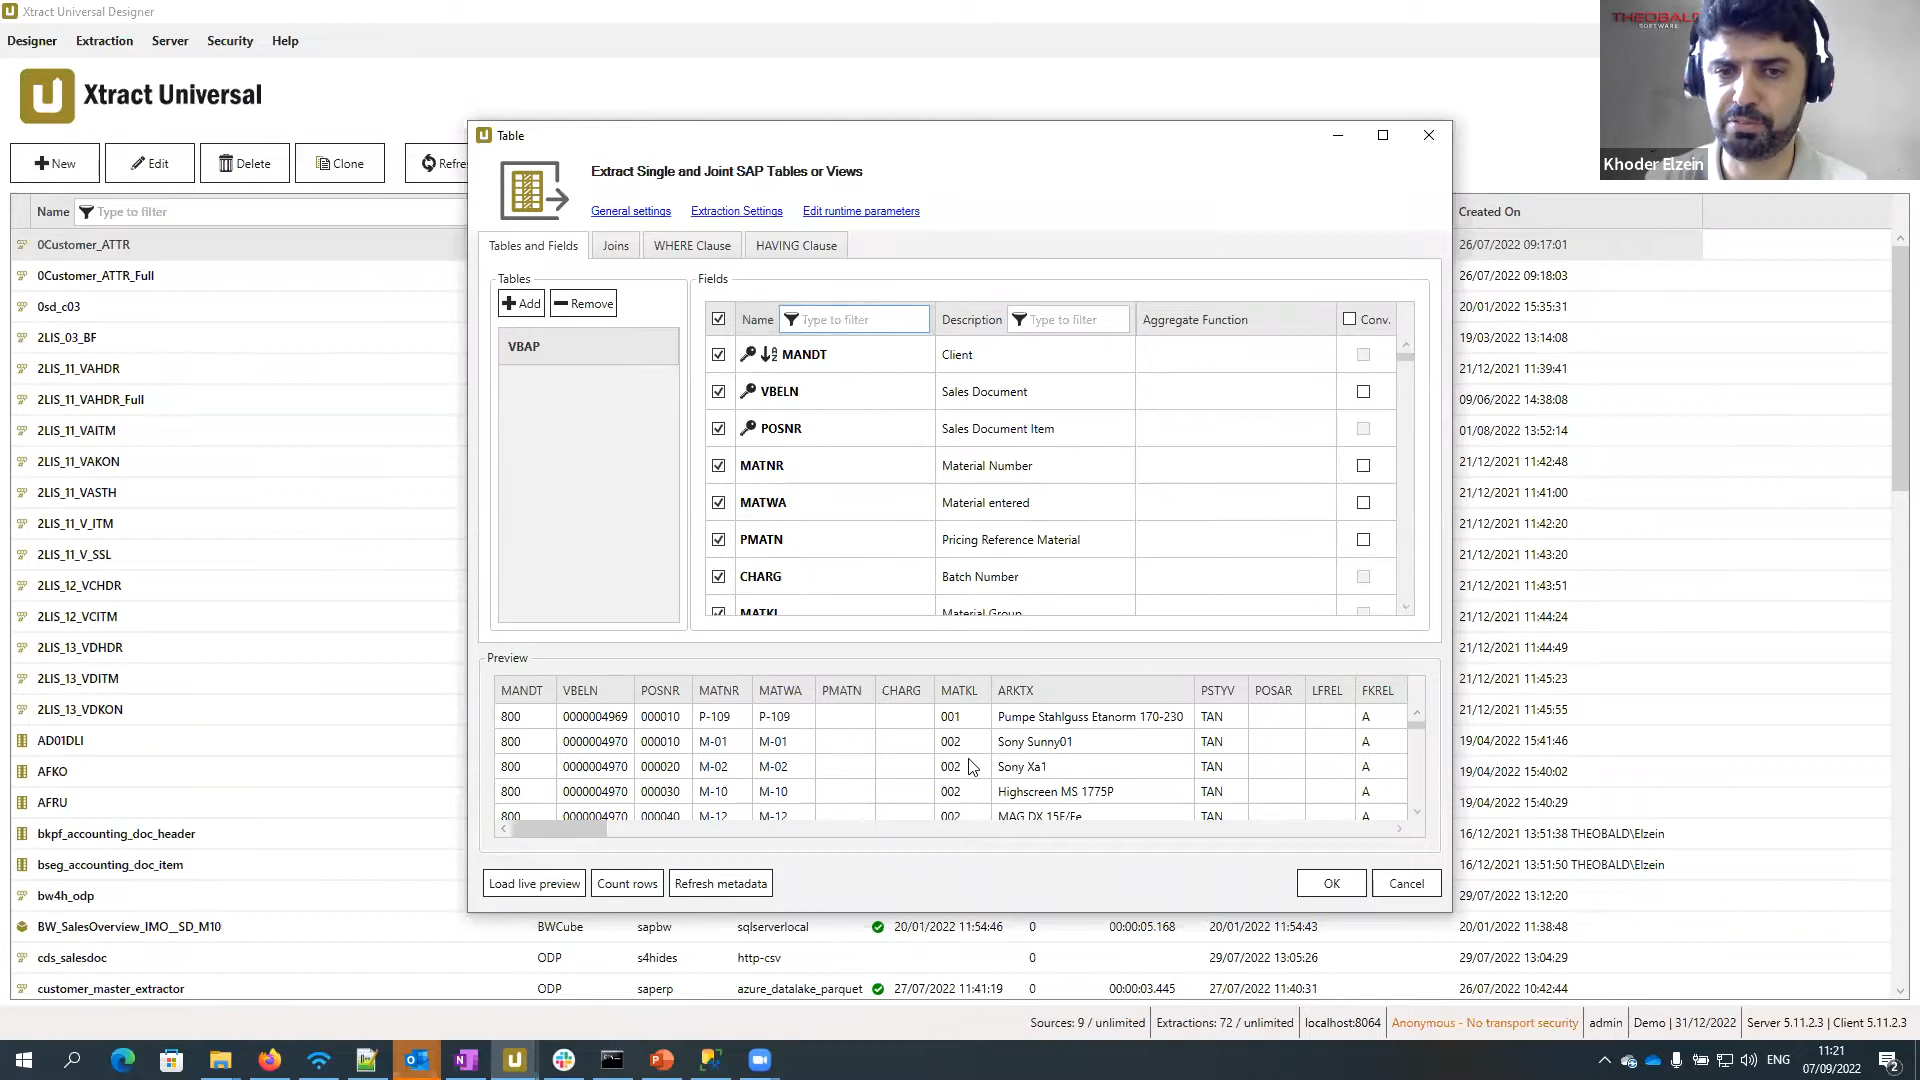 Xtract Universal Designer
Designer Extraction Server Security Help
Xtract Universal
New Edit Delete Clone Refre
Name Type to filter
0Customer_ATTR
0Customer_ATTR_Full
0sd_c03
2LIS_03_BF
2LIS_11_VAHDR
2LIS_11_VAHDR_Full
2LIS_11_VAITM
2LIS_11_VAKON
2LIS_11_VASTH
2LIS_11_V_ITM
2LIS_11_V_SSL
2LIS_12_VCHDR
2LIS_12_VCITM
2LIS_13_VDHDR
2LIS_13_VDITM
2LIS_13_VDKON
AD01DLI
AFKO
AFRU
bkpf_accounting_doc_header
bseg_accounting_doc_item
bw4h_odp
BW_SalesOverview_IMO__SD_M10 BWCube sapbw sqlserverlocal 20/01/2022 11:54:46 0 00:00:05.168 20/01/2022 11:54:43 20/01/2022 11:38:48
cds_salesdoc ODP s4hides http-csv 0 29/07/2022 13:05:26 29/07/2022 13:04:29
customer_master_extractor ODP saperp azure_datalake_parquet 27/07/2022 11:41:19 0 00:00:03.445 27/07/2022 11:40:31 26/07/2022 10:42:44
Table
Extract Single and Joint SAP Tables or Views
General settings Extraction Settings Edit runtime parameters
Tables and Fields Joins WHERE Clause HAVING Clause
Tables
Add Remove
VBAP
Fields
Name Type to filter Description Type to filter Aggregate Function Conv.
MANDT Client
VBELN Sales Document
POSNR Sales Document Item
MATNR Material Number
MATWA Material entered
PMATN Pricing Reference Material
CHARG Batch Number
MATKL Material Group
Preview
MANDT VBELN POSNR MATNR MATWA PMATN CHARG MATKL ARKTX PSTYV POSAR LFREL FKREL
800 0000004969 000010 P-109 P-109 001 Pumpe Stahlguss Etanorm 170-230 TAN A
800 0000004970 000010 M-01 M-01 002 Sony Sunny01 TAN A
800 0000004970 000020 M-02 M-02 002 Sony Xa1 TAN A
800 0000004970 000030 M-10 M-10 002 Highscreen MS 1775P TAN A
800 0000004970 000040 M-12 M-12 002 MAG DX 15F/Fe TAN A
Load live preview Count rows Refresh metadata OK Cancel
Created On
26/07/2022 09:17:01
26/07/2022 09:18:03
20/01/2022 15:35:31
19/03/2022 13:14:08
21/12/2021 11:39:41
09/06/2022 14:38:08
01/08/2022 13:52:14
21/12/2021 11:42:48
21/12/2021 11:41:00
21/12/2021 11:42:20
21/12/2021 11:43:20
21/12/2021 11:43:51
21/12/2021 11:44:24
21/12/2021 11:44:49
21/12/2021 11:45:23
21/12/2021 11:45:55
19/04/2022 15:41:46
19/04/2022 15:40:02
19/04/2022 15:40:29
16/12/2021 13:51:38 THEOBALD\Elzein
16/12/2021 13:51:50 THEOBALD\Elzein
29/07/2022 13:12:20
THEOBALD
SOFTWARE
Khoder Elzein
Sources: 9 / unlimited Extractions: 72 / unlimited localhost:8064 Anonymous - No transport security admin Demo | 31/12/2022 Server 5.11.2.3 | Client 5.11.2.3
ENG 11:21
07/09/2022
2